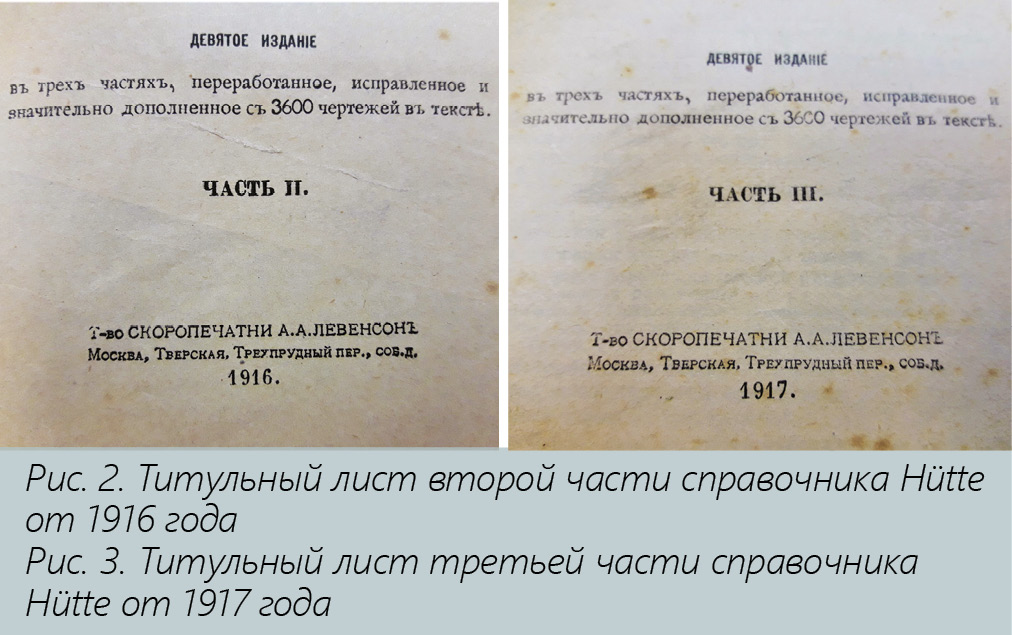 ДЕВЯТОЕ ИЗДАНІЕ
въ трехъ частяхъ, переработанное, исправленное и
значительно дополненное съ 3600 чертежей въ текстѣ.
ЧАСТЬ II.
Т-во СКОРОПЕЧАТНИ А.А.ЛЕВЕНСОНЪ
Москва, Тверская, Трехпрудный пер., соб.д.
1916.
ДЕВЯТОЕ ИЗДАНІЕ
въ трехъ частяхъ, переработанное, исправленное и
значительно дополненное съ 3600 чертежей въ текстѣ.
ЧАСТЬ III.
Т-во СКОРОПЕЧАТНИ А.А.ЛЕВЕНСОНЪ
Москва, Тверская, Трехпрудный пер., соб.д.
1917.
Рис. 2. Титульный лист второй части справочника Hütte
от 1916 года
Рис. 3. Титульный лист третьей части справочника
Hütte от 1917 года